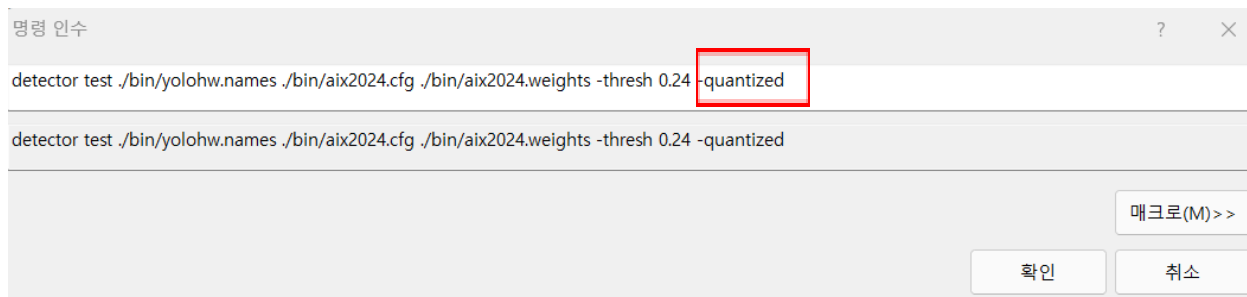 명령 인수 ? ×
detector test ./bin/yolohw.names ./bin/aix2024.cfg ./bin/aix2024.weights -thresh 0.24 -quantized
detector test ./bin/yolohw.names ./bin/aix2024.cfg ./bin/aix2024.weights -thresh 0.24 -quantized
매크로(M)>>
확인 취소